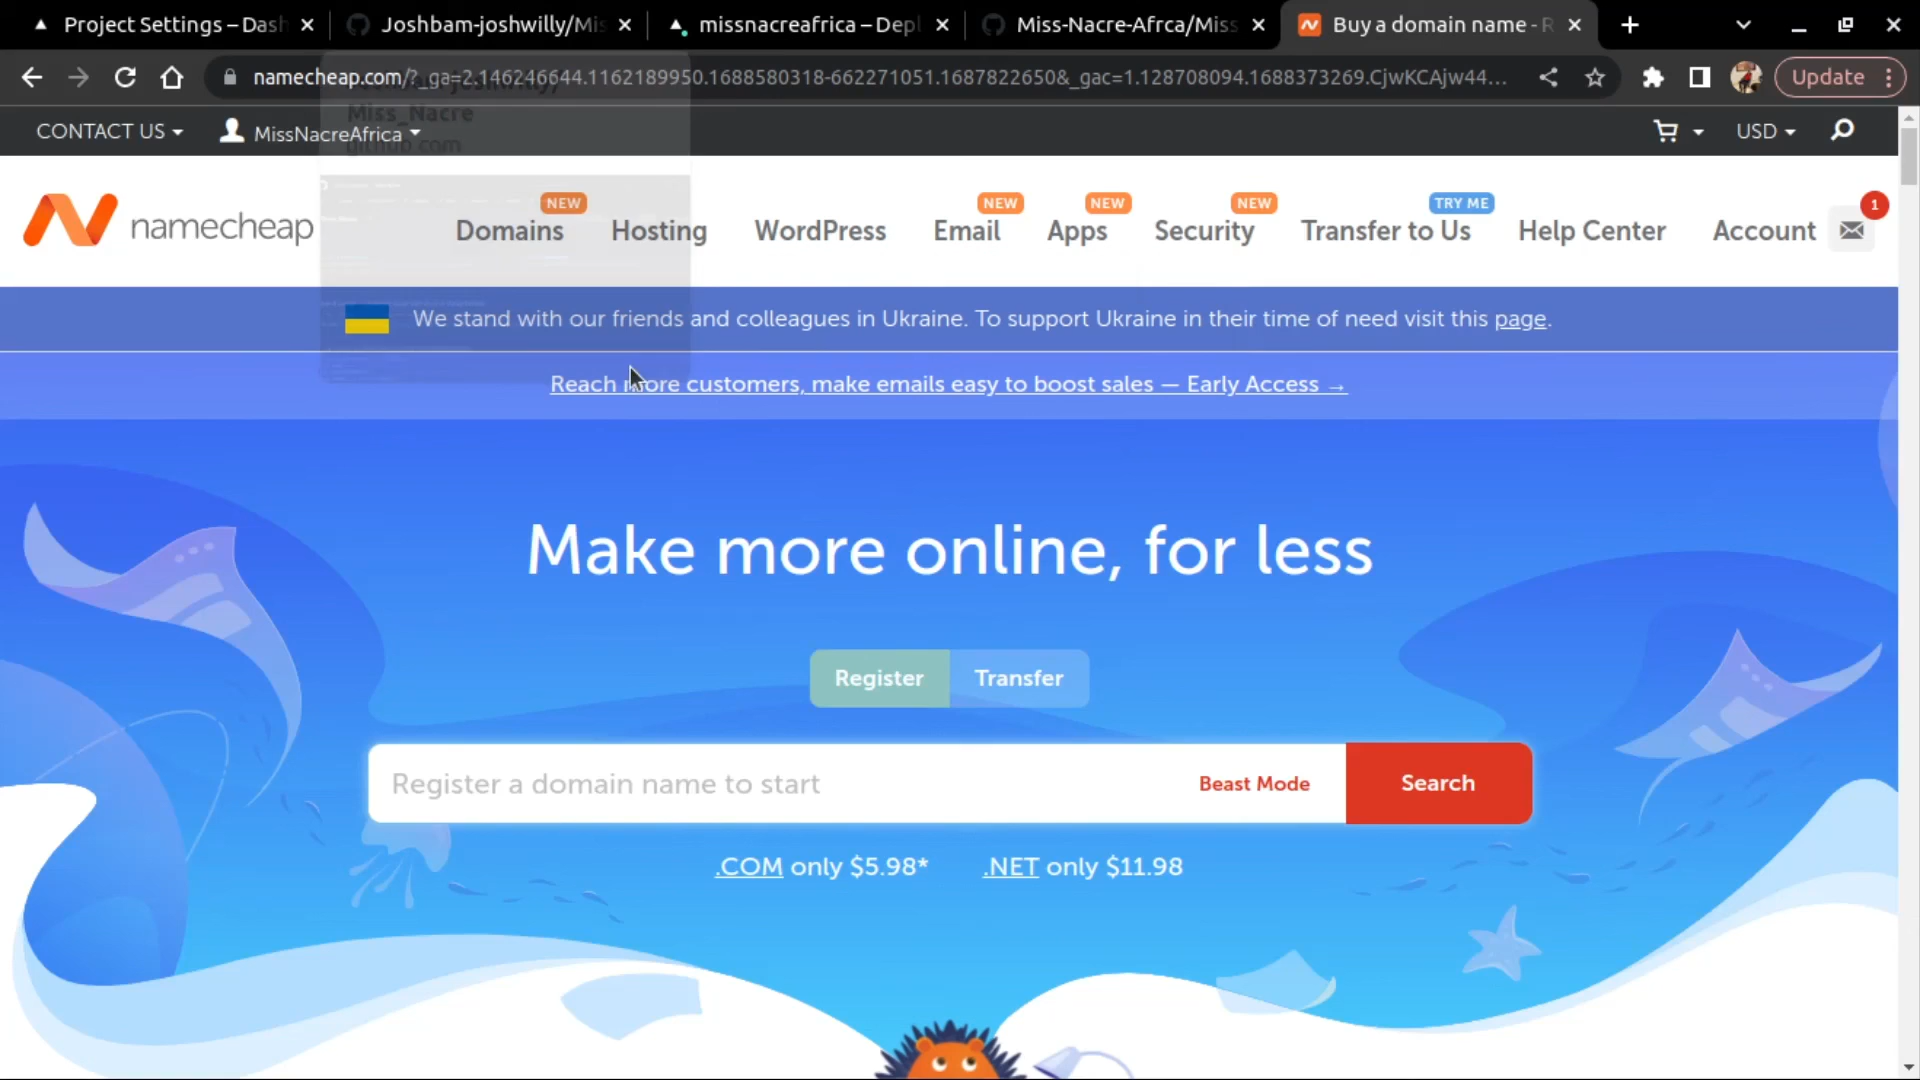 Project Settings – Dash
Joshbam-joshwilly/Mis
missnacreafrica – Depl
Miss-Nacre-Afrca/Miss
Buy a domain name - R
namecheap.com/?_ga=2.146246644.1162189950.1688580318-662271051.1687822650&_gac=1.128708094.1688373269.CjwKCAjw44...
Update
Miss_Nacre
github.com
CONTACT US
MissNacreAfrica
USD
namecheap
NEW
Domains
Hosting
WordPress
NEW
Email
NEW
Apps
NEW
Security
TRY ME
Transfer to Us
Help Center
Account
1
We stand with our friends and colleagues in Ukraine. To support Ukraine in their time of need visit this page.
Reach more customers, make emails easy to boost sales — Early Access →
Make more online, for less
Register
Transfer
Register a domain name to start
Beast Mode
Search
.COM only $5.98*
.NET only $11.98